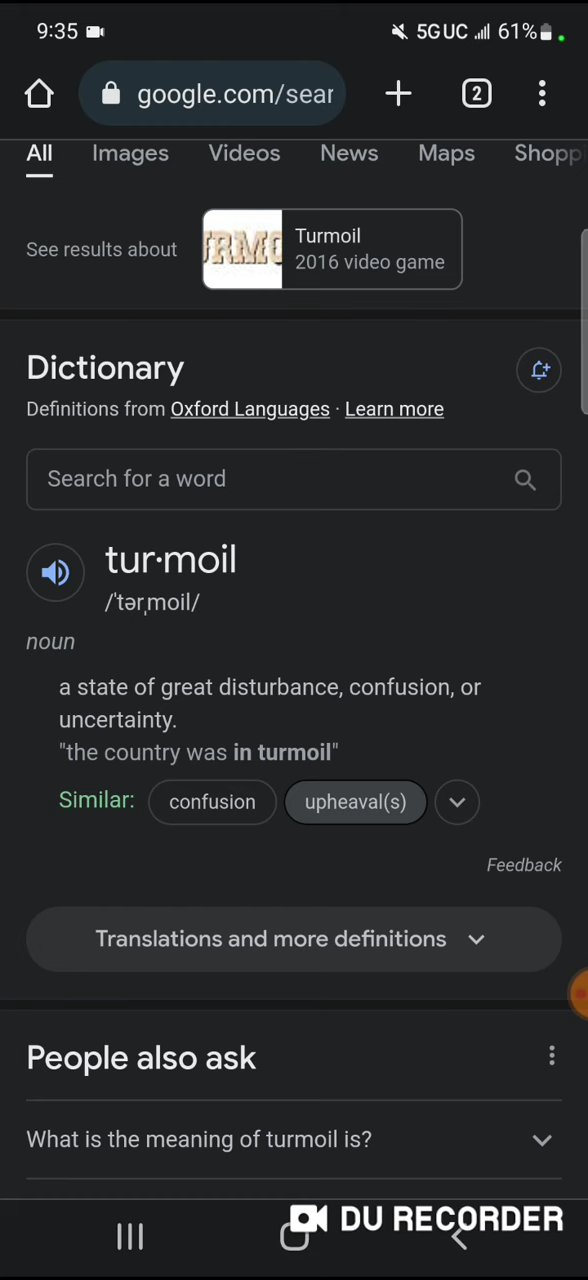 9:35 5GUC 61%
google.com/sear 2
All Images Videos News Maps Shoppi
See results about
URMO
Turmoil
2016 video game
Dictionary
Definitions from Oxford Languages · Learn more
Search for a word
tur·moil
/ˈtərˌmoil/
noun
a state of great disturbance, confusion, or
uncertainty.
"the country was in turmoil"
Similar: confusion upheaval(s)
Feedback
Translations and more definitions
People also ask
What is the meaning of turmoil is?
DU RECORDER